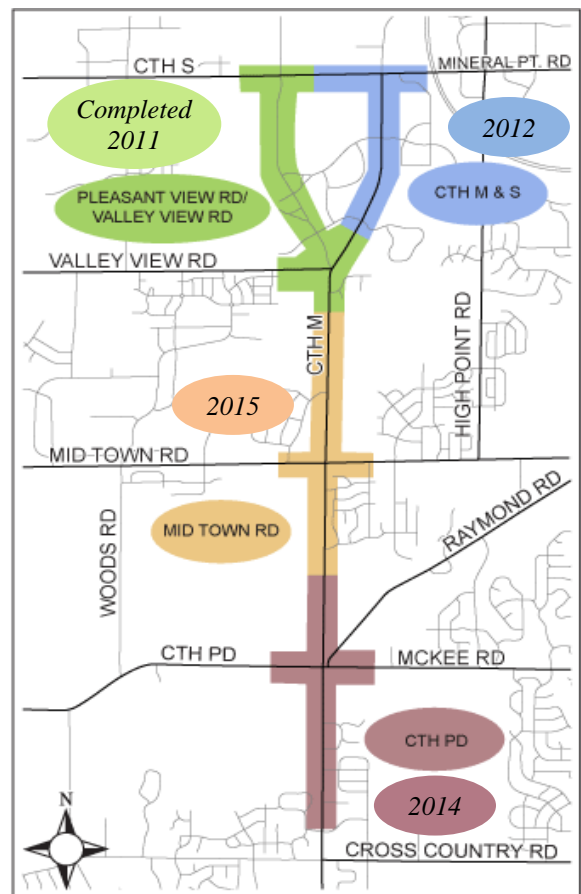 CTH S
MINERAL PT. RD
Completed
2011
2012
PLEASANT VIEW RD/
VALLEY VIEW RD
CTH M & S
VALLEY VIEW RD
CTH M
HIGH POINT RD
2015
MID TOWN RD
RAYMOND RD
WOODS RD
MID TOWN RD
CTH PD
MCKEE RD
CTH PD
2014
N
CROSS COUNTRY RD